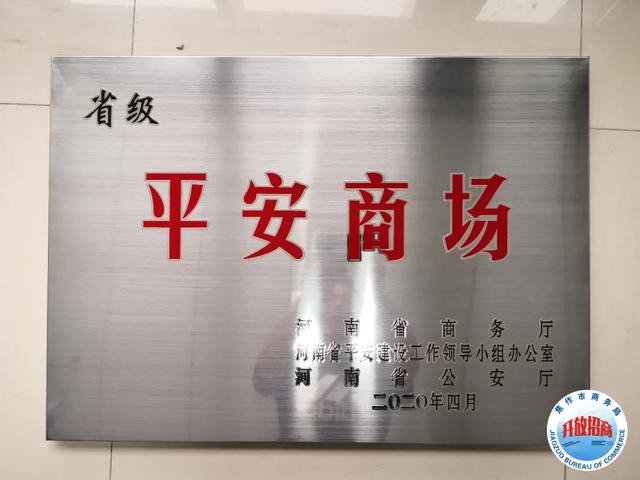 省级
平安商场
河南省商务厅
河南省平安建设工作领导小组办公室
河南省公安厅
二〇二〇年四月
焦作市商务局
开放招商
JIAOZUO BUREAU OF COMMERCE